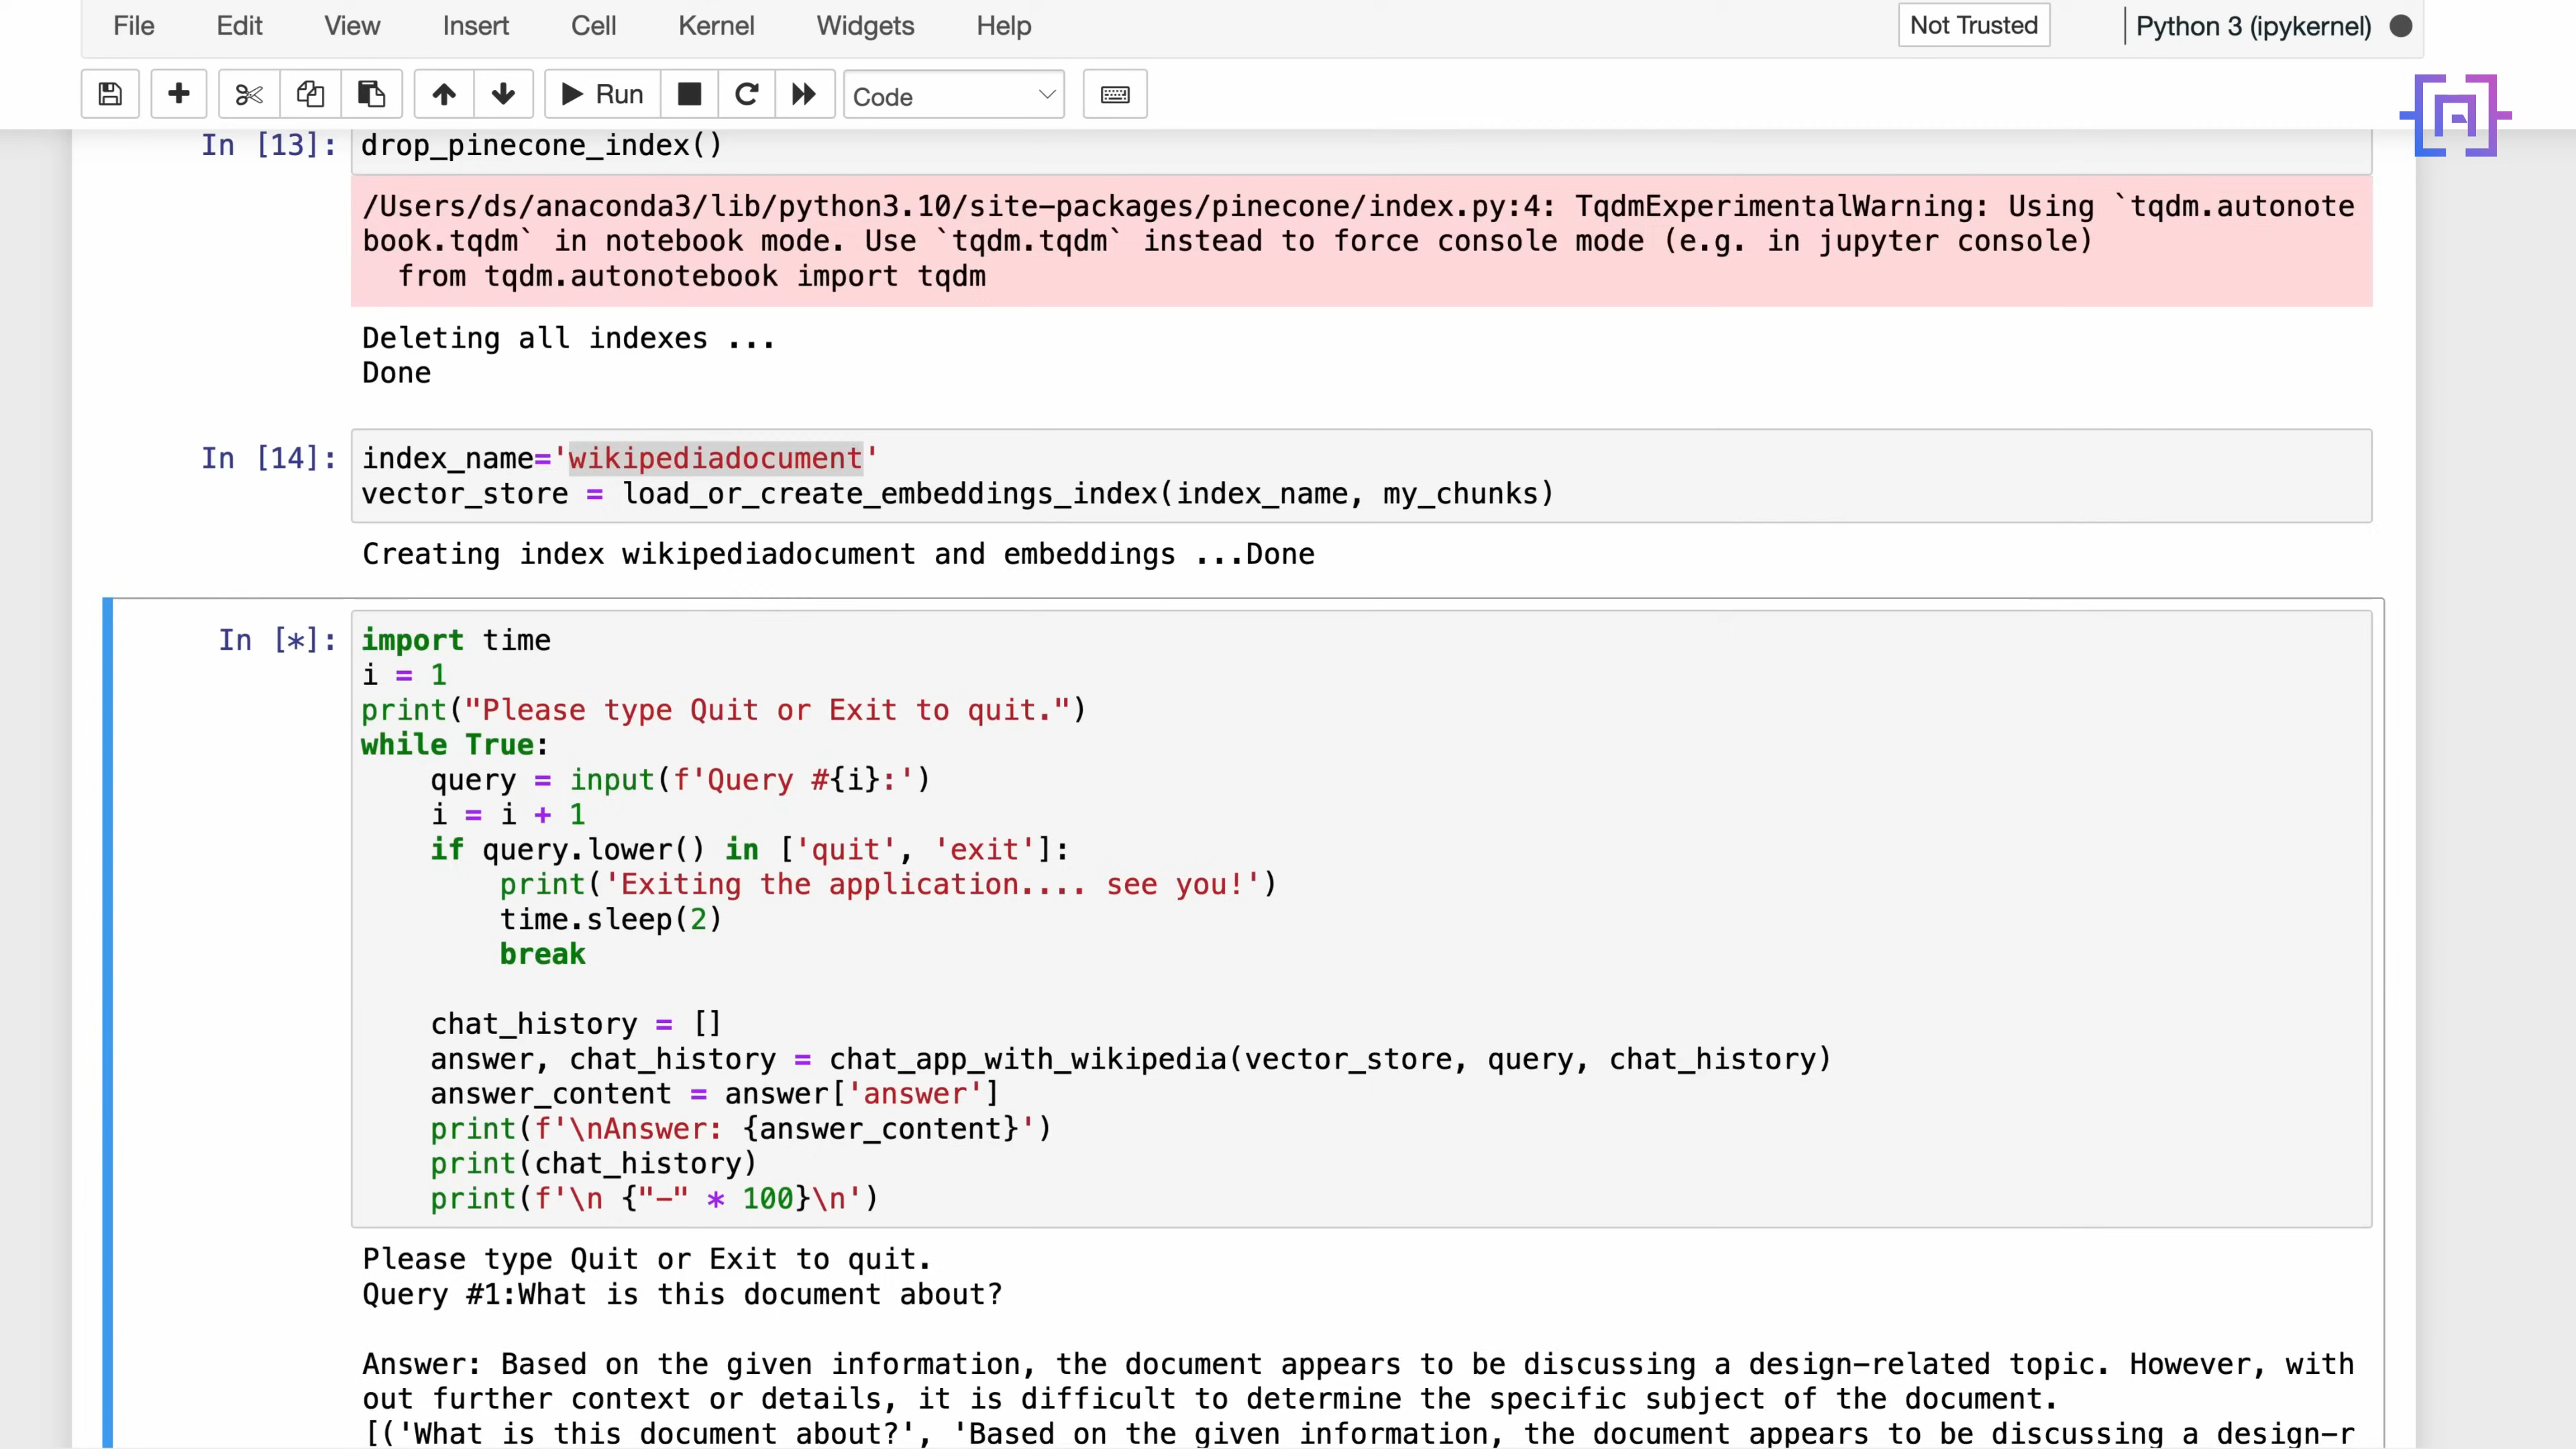 File Edit View Insert Cell Kernel Widgets Help Not Trusted Python 3 (ipykernel)
Run Code
In [13]: drop_pinecone_index()
/Users/ds/anaconda3/lib/python3.10/site-packages/pinecone/index.py:4: TqdmExperimentalWarning: Using `tqdm.autonote
book.tqdm` in notebook mode. Use `tqdm.tqdm` instead to force console mode (e.g. in jupyter console)
  from tqdm.autonotebook import tqdm
Deleting all indexes ...
Done
In [14]: index_name='wikipediadocument'
vector_store = load_or_create_embeddings_index(index_name, my_chunks)
Creating index wikipediadocument and embeddings ...Done
In [*]: import time
i = 1
print("Please type Quit or Exit to quit.")
while True:
    query = input(f'Query #{i}:')
    i = i + 1
    if query.lower() in ['quit', 'exit']:
        print('Exiting the application.... see you!')
        time.sleep(2)
        break
    chat_history = []
    answer, chat_history = chat_app_with_wikipedia(vector_store, query, chat_history)
    answer_content = answer['answer']
    print(f'\nAnswer: {answer_content}')
    print(chat_history)
    print(f'\n {"-" * 100}\n')
Please type Quit or Exit to quit.
Query #1:What is this document about?
Answer: Based on the given information, the document appears to be discussing a design-related topic. However, with
out further context or details, it is difficult to determine the specific subject of the document.
[('What is this document about?', 'Based on the given information, the document appears to be discussing a design-r